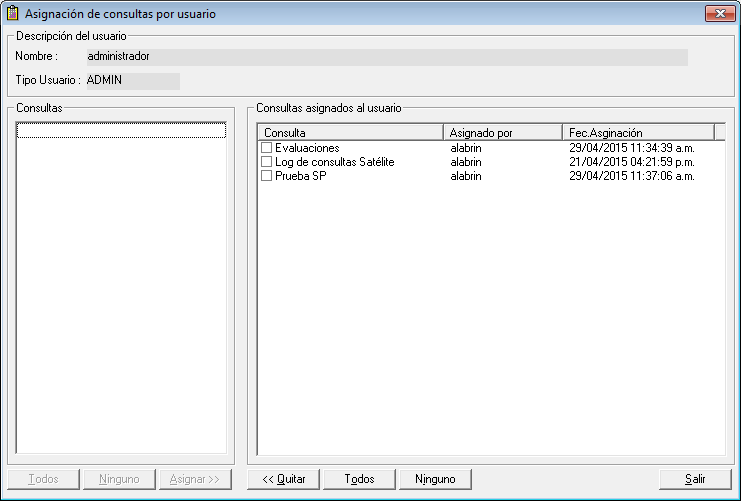 Asignación de consultas por usuario
Descripción del usuario
Nombre : administrador
Tipo Usuario : ADMIN
Consultas
Consultas asignados al usuario
Consulta Asignado por Fec.Asginación
Evaluaciones alabrin 29/04/2015 11:34:39 a.m.
Log de consultas Satélite alabrin 21/04/2015 04:21:59 p.m.
Prueba SP alabrin 29/04/2015 11:37:06 a.m.
Todos Ninguno Asignar >> << Quitar Todos Ninguno Salir